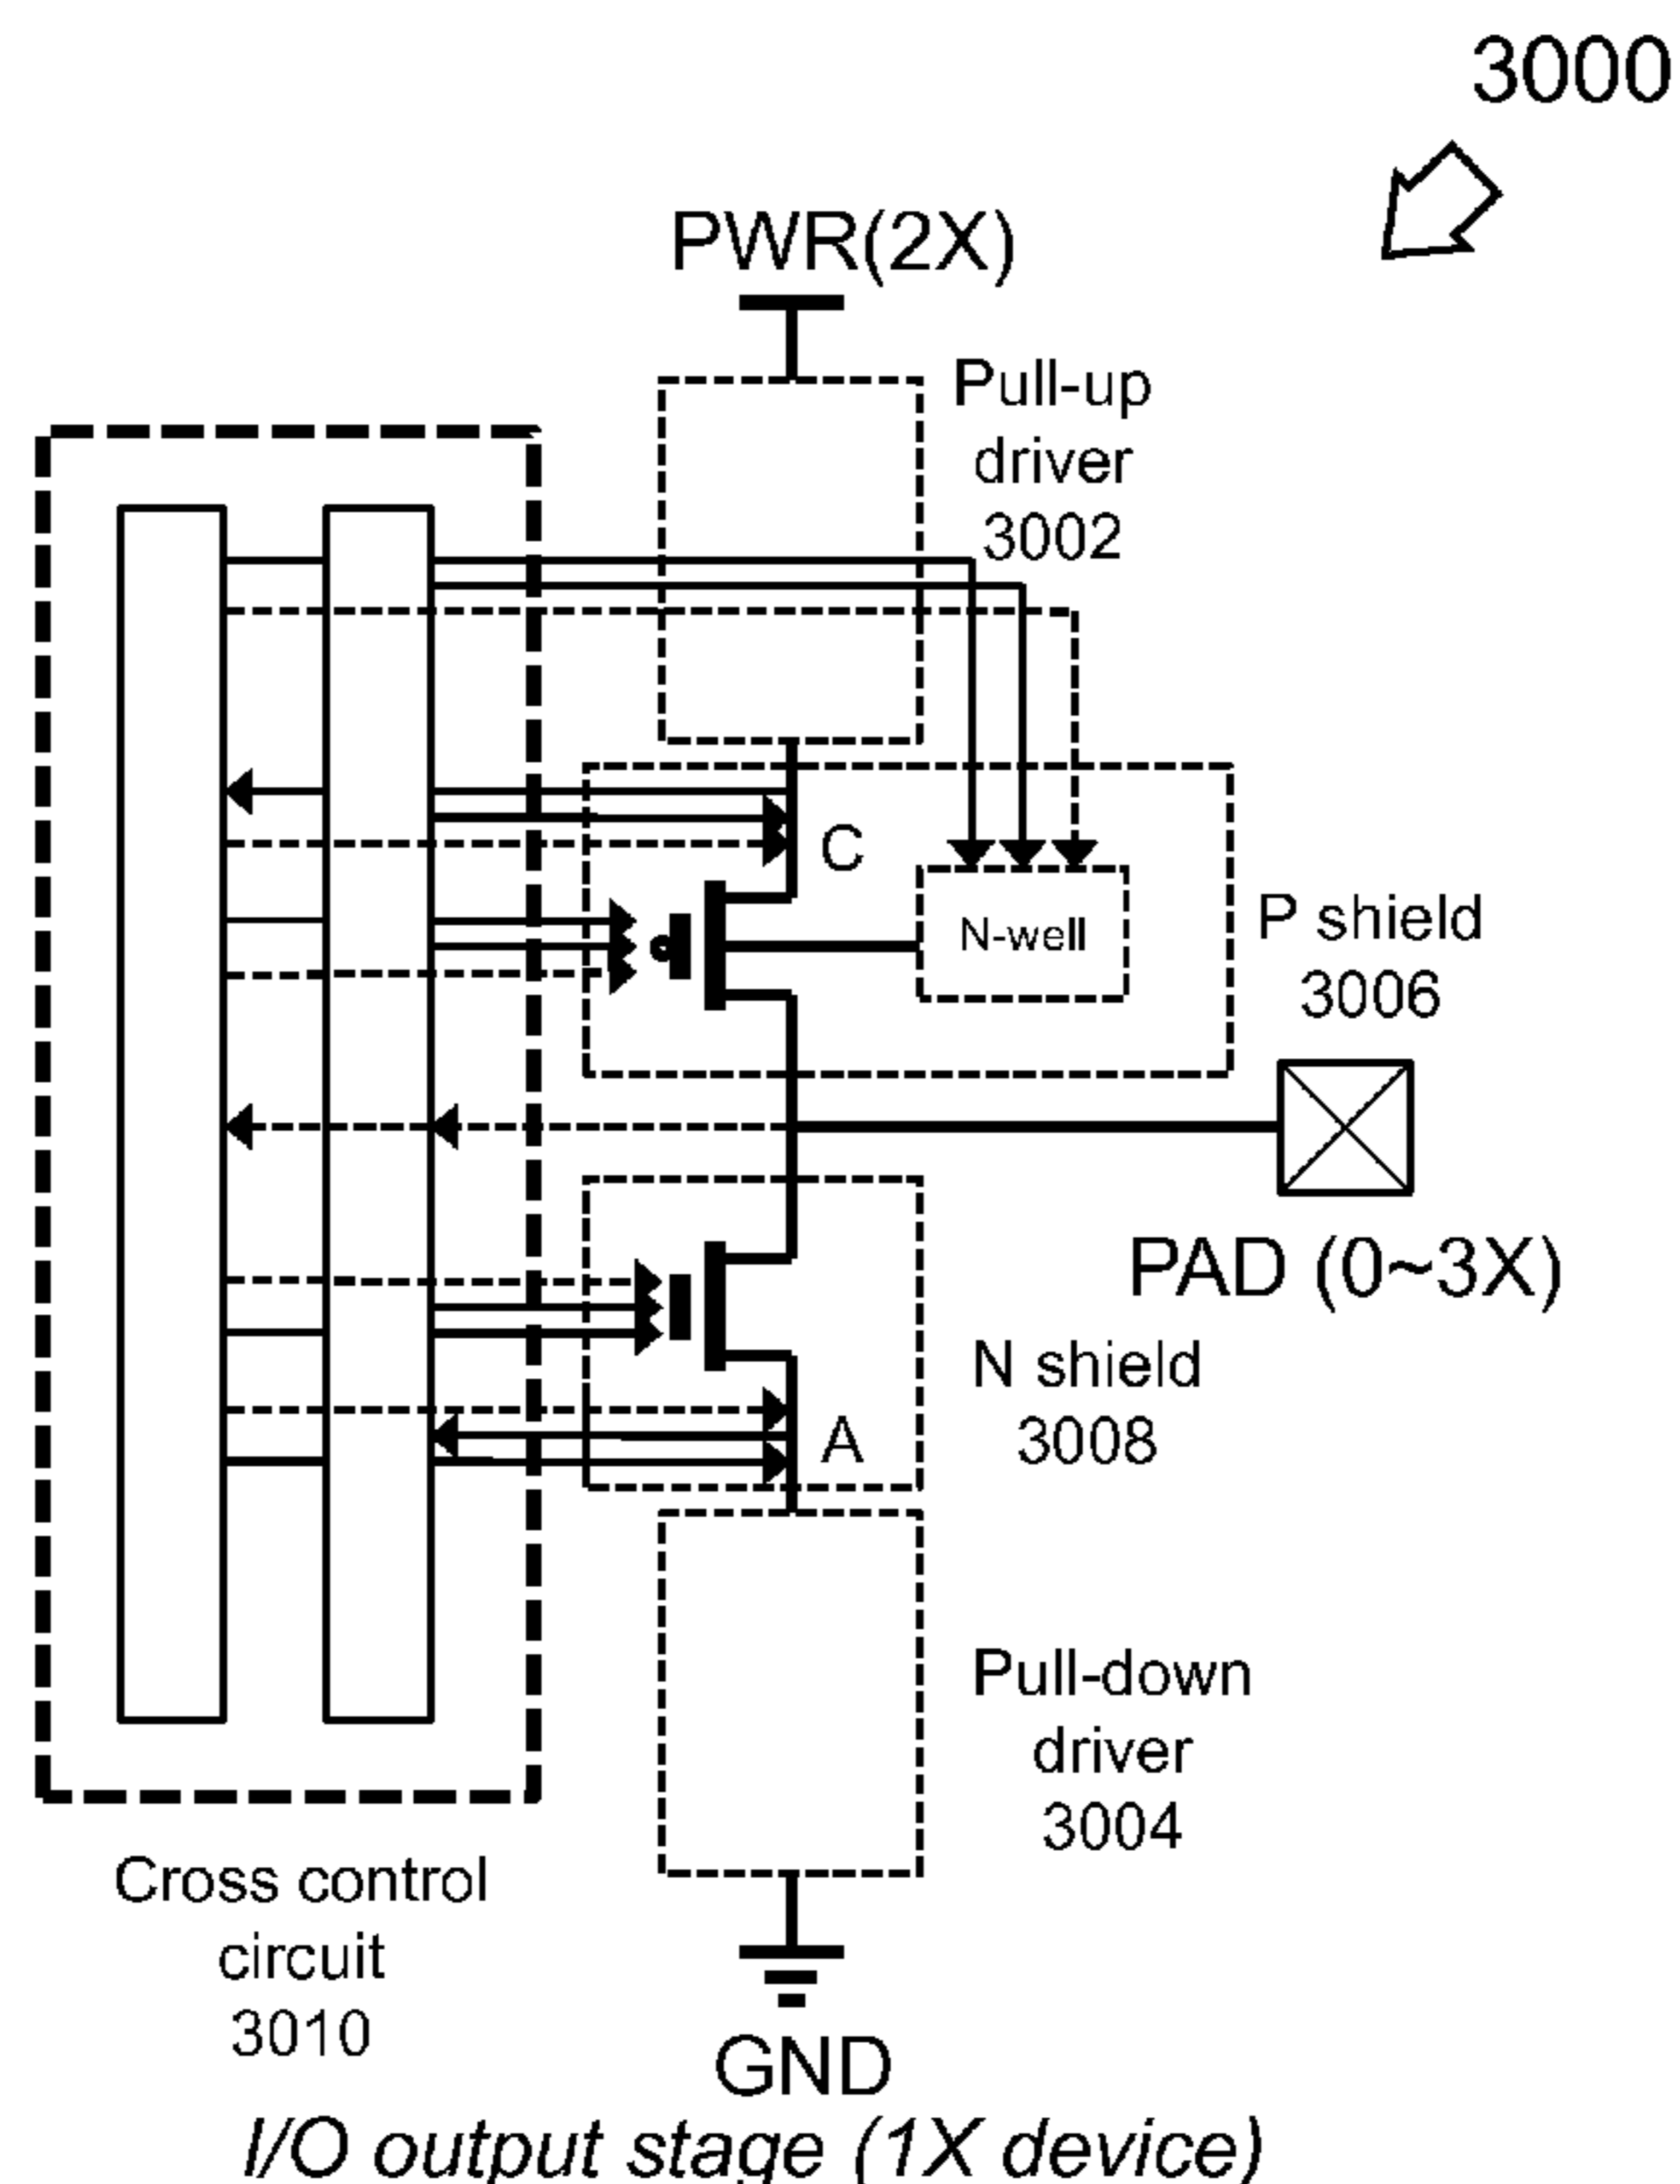 3000
PWR(2X)
Pull-up
driver
3002
C
N-well
P shield
3006
PAD (0~3X)
N shield
3008
A
Pull-down
driver
3004
Cross control
circuit
3010
GND
I/O output stage (1X device)